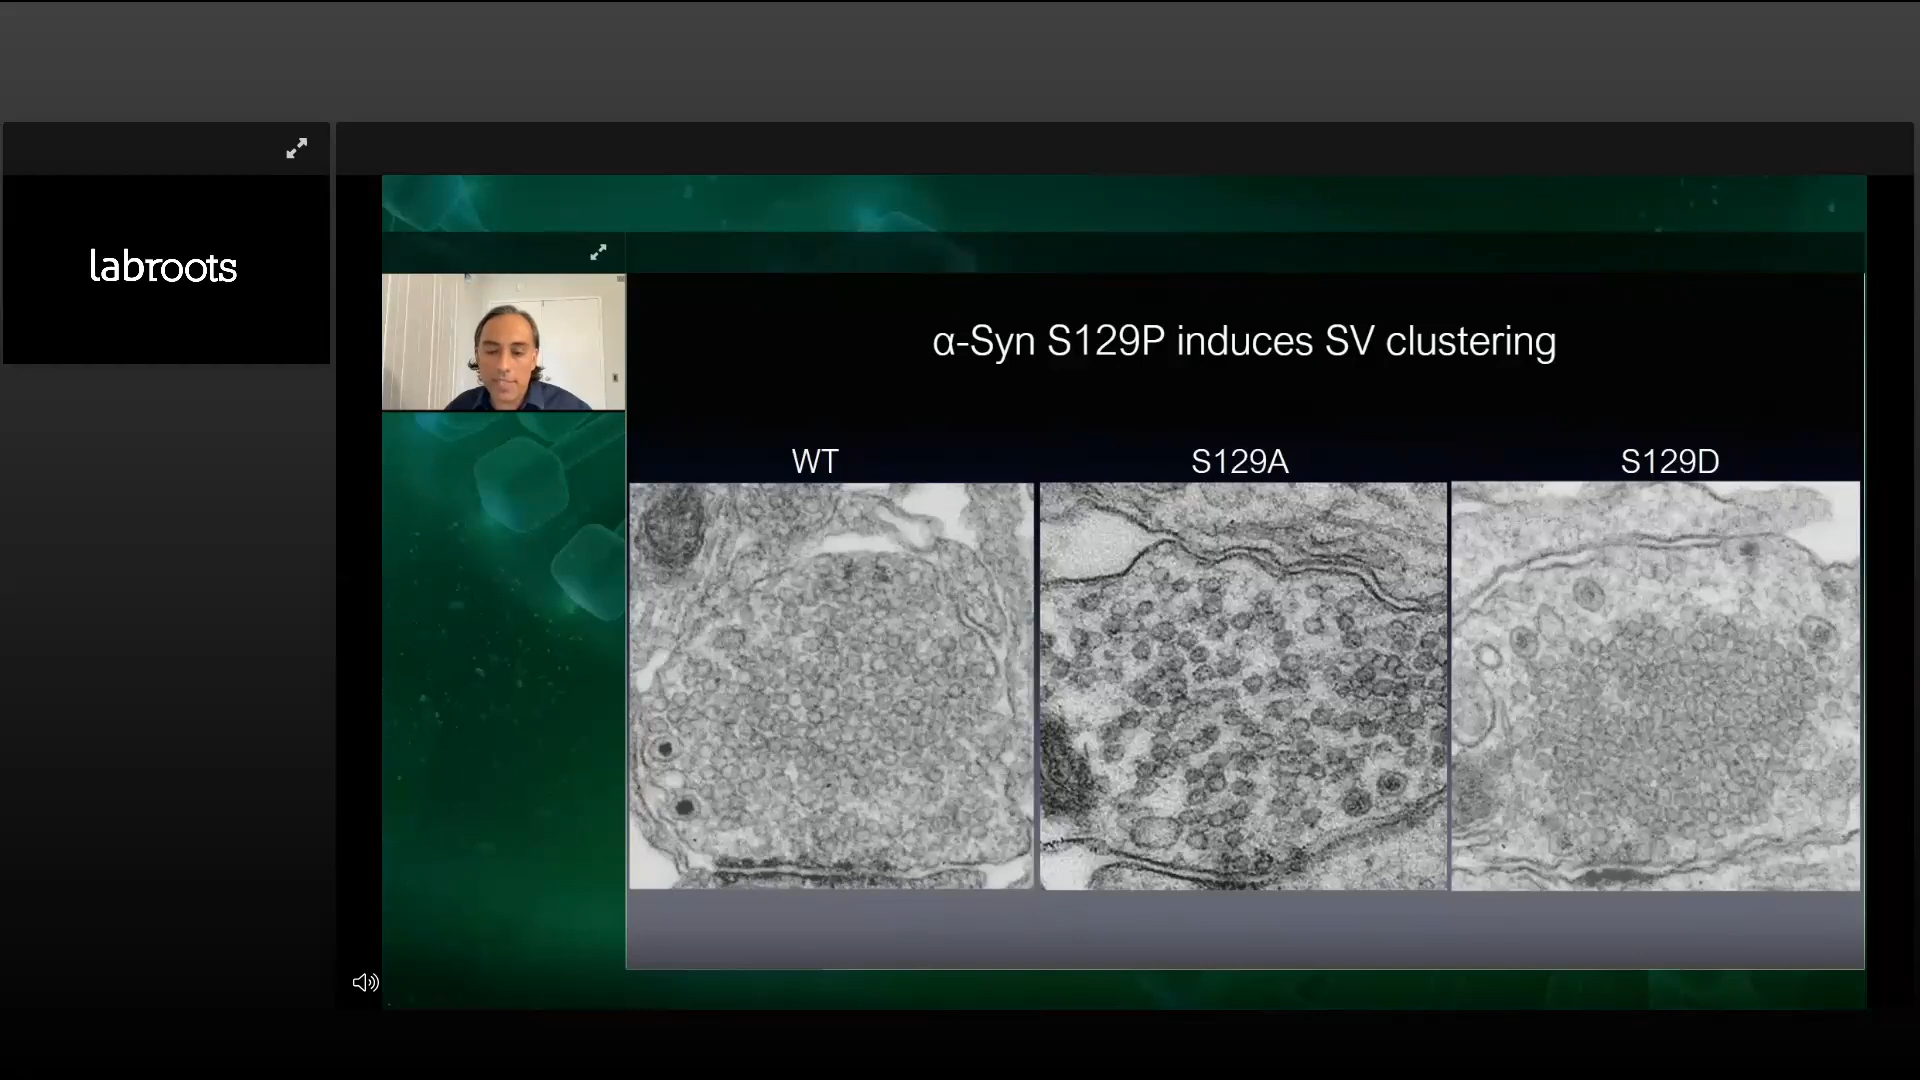 labroots
α-Syn S129P induces SV clustering
WT
S129A
S129D